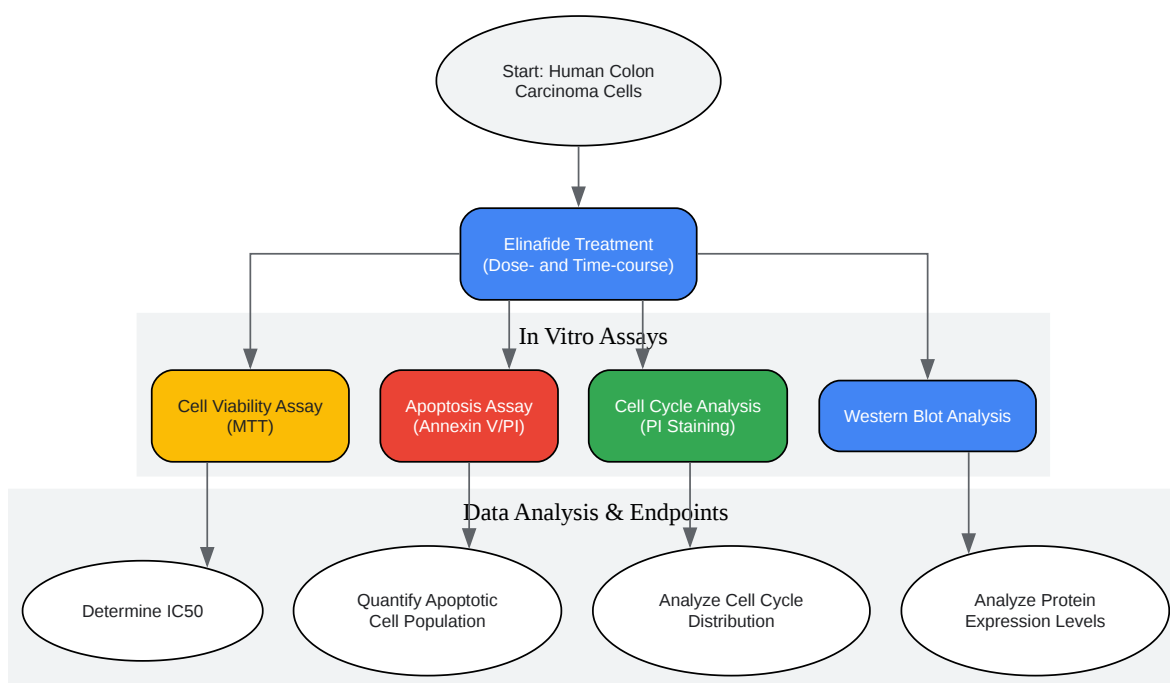 Start: Human Colon
Carcinoma Cells
Elinafide Treatment
(Dose- and Time-course)
In Vitro Assays
Cell Viability Assay
(MTT)
Apoptosis Assay
(Annexin V/PI)
Cell Cycle Analysis
(PI Staining)
Western Blot Analysis
Data Analysis & Endpoints
Determine IC50
Quantify Apoptotic
Cell Population
Analyze Cell Cycle
Distribution
Analyze Protein
Expression Levels